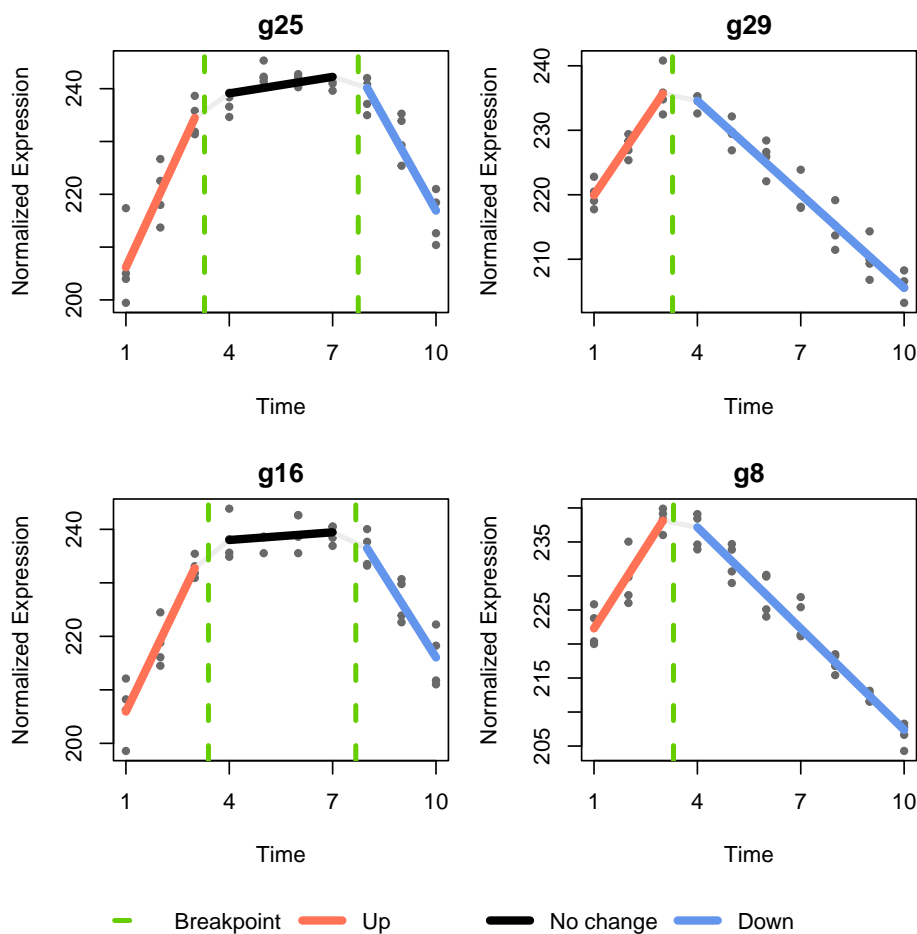 g25
g29
Normalized Expression
200
220
240
1
4
7
10
Time
Normalized Expression
210
220
230
240
1
4
7
10
Time
g16
g8
Normalized Expression
200
220
240
1
4
7
10
Time
Normalized Expression
205
215
225
235
1
4
7
10
Time
Breakpoint Up No change Down